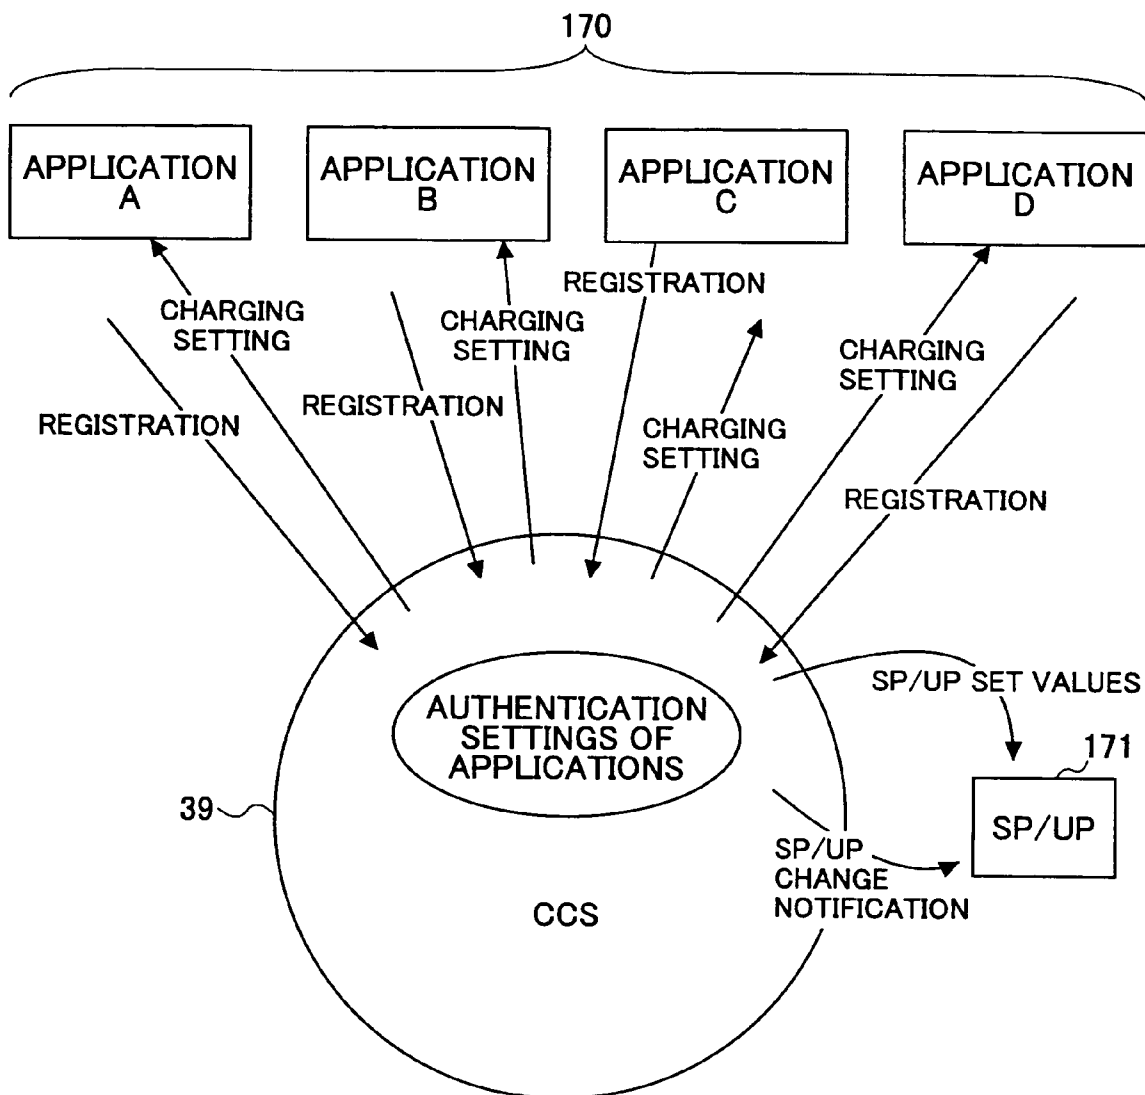 170
APPLICATION
A
APPLICATION
B
APPLICATION
C
APPLICATION
D
CHARGING
SETTING
REGISTRATION
CHARGING
SETTING
REGISTRATION
REGISTRATION
CHARGING
SETTING
CHARGING
SETTING
REGISTRATION
AUTHENTICATION
SETTINGS OF
APPLICATIONS
SP/UP SET VALUES
171
SP/UP
39
SP/UP
CHANGE
NOTIFICATION
CCS